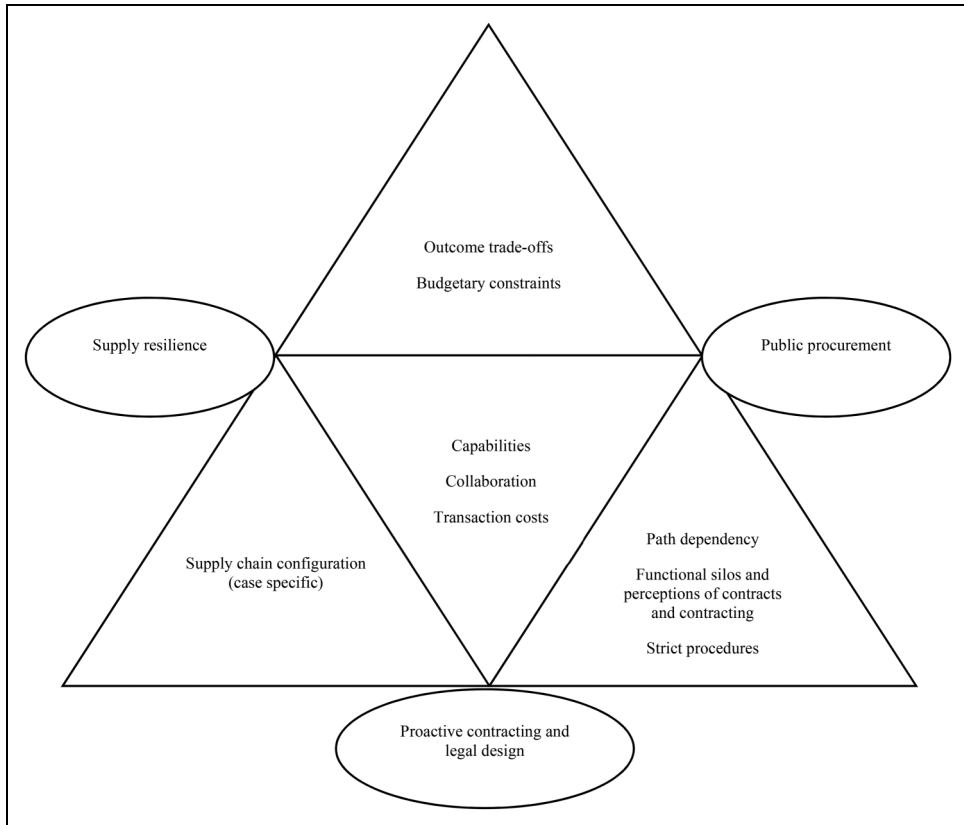 Outcome trade-offs
Budgetary constraints
Supply resilience
Public procurement
Capabilities
Collaboration
Transaction costs
Supply chain configuration
(case specific)
Path dependency
Functional silos and
perceptions of contracts
and contracting
Strict procedures
Proactive contracting and
legal design